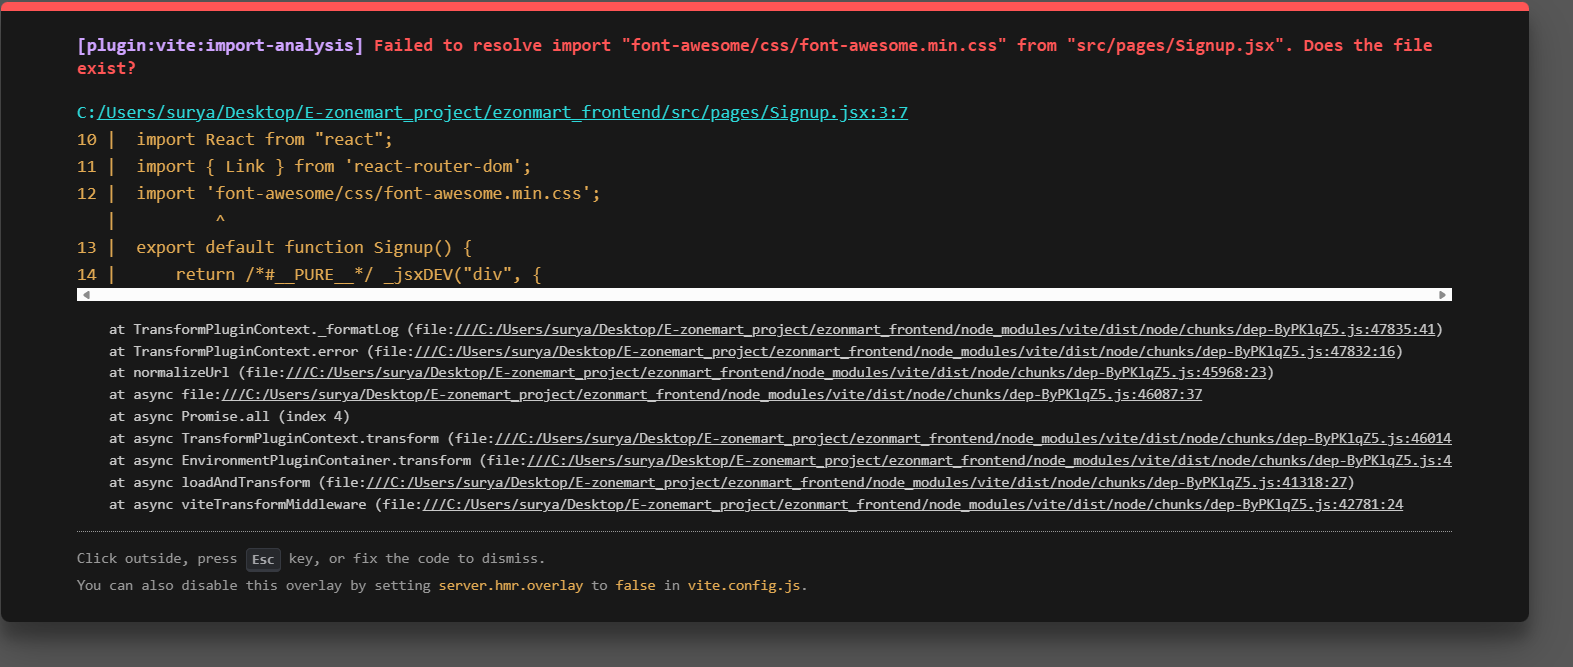 [plugin:vite:import-analysis] Failed to resolve import "font-awesome/css/font-awesome.min.css" from "src/pages/Signup.jsx". Does the file
exist?
C:/Users/surya/Desktop/E-zonemart_project/ezonmart_frontend/src/pages/Signup.jsx:3:7
10 |  import React from "react";
11 |  import { Link } from 'react-router-dom';
12 |  import 'font-awesome/css/font-awesome.min.css';
   |          ^
13 |  export default function Signup() {
14 |      return /*#__PURE__*/ _jsxDEV("div", {
at TransformPluginContext._formatLog (file:///C:/Users/surya/Desktop/E-zonemart_project/ezonmart_frontend/node_modules/vite/dist/node/chunks/dep-ByPKlqZ5.js:47835:41)
at TransformPluginContext.error (file:///C:/Users/surya/Desktop/E-zonemart_project/ezonmart_frontend/node_modules/vite/dist/node/chunks/dep-ByPKlqZ5.js:47832:16)
at normalizeUrl (file:///C:/Users/surya/Desktop/E-zonemart_project/ezonmart_frontend/node_modules/vite/dist/node/chunks/dep-ByPKlqZ5.js:45968:23)
at async file:///C:/Users/surya/Desktop/E-zonemart_project/ezonmart_frontend/node_modules/vite/dist/node/chunks/dep-ByPKlqZ5.js:46087:37
at async Promise.all (index 4)
at async TransformPluginContext.transform (file:///C:/Users/surya/Desktop/E-zonemart_project/ezonmart_frontend/node_modules/vite/dist/node/chunks/dep-ByPKlqZ5.js:46014
at async EnvironmentPluginContainer.transform (file:///C:/Users/surya/Desktop/E-zonemart_project/ezonmart_frontend/node_modules/vite/dist/node/chunks/dep-ByPKlqZ5.js:4
at async loadAndTransform (file:///C:/Users/surya/Desktop/E-zonemart_project/ezonmart_frontend/node_modules/vite/dist/node/chunks/dep-ByPKlqZ5.js:41318:27)
at async viteTransformMiddleware (file:///C:/Users/surya/Desktop/E-zonemart_project/ezonmart_frontend/node_modules/vite/dist/node/chunks/dep-ByPKlqZ5.js:42781:24
Click outside, press Esc key, or fix the code to dismiss.
You can also disable this overlay by setting server.hmr.overlay to false in vite.config.js.